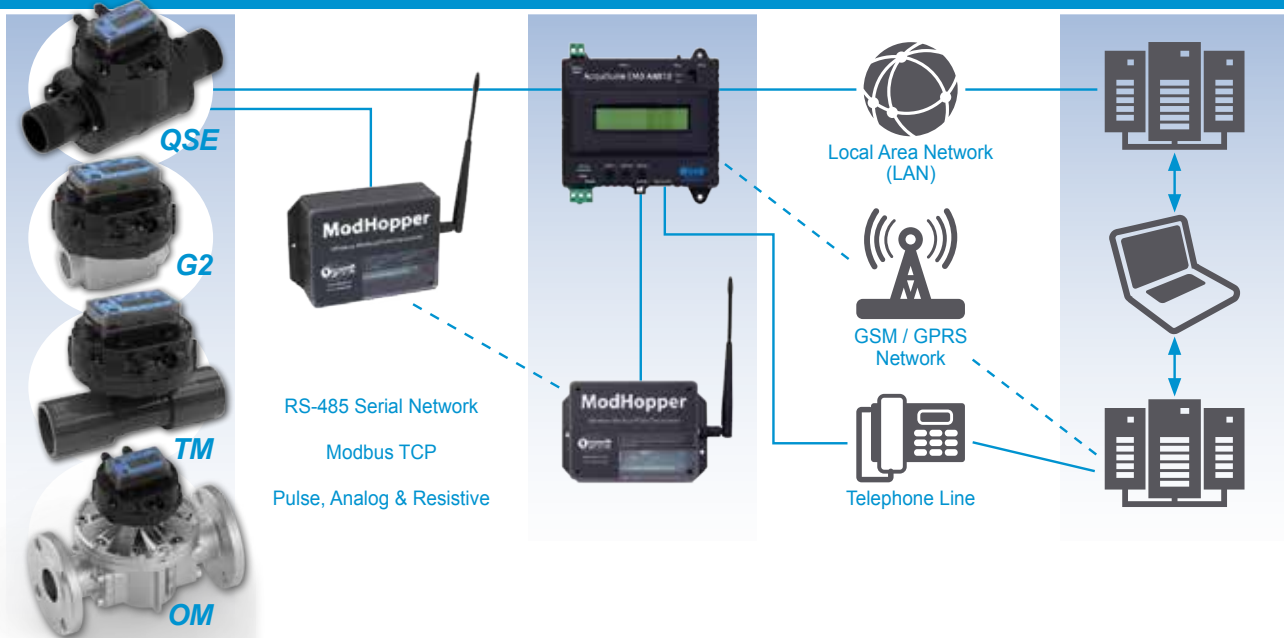 QSE
G2
TM
OM
ModHopper
RS-485 Serial Network
Modbus TCP
Pulse, Analog & Resistive
AcquiSuite EMB A8810
ModHopper
Local Area Network
(LAN)
GSM / GPRS
Network
Telephone Line